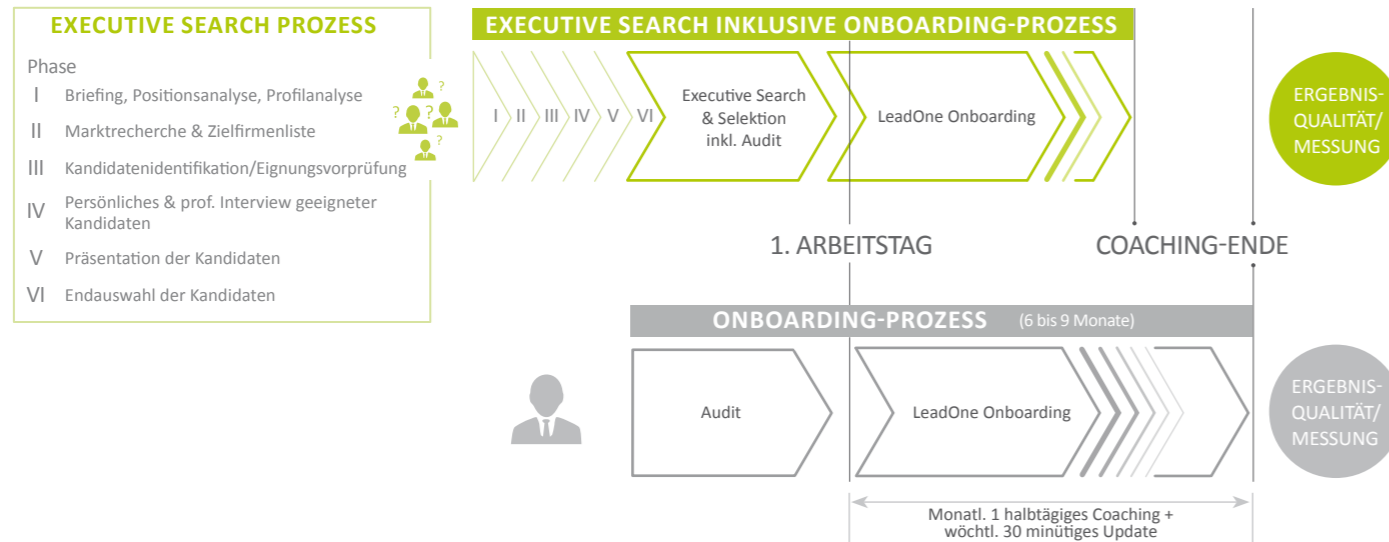 EXECUTIVE SEARCH PROZESS
Phase
I Briefing, Positionsanalyse, Profilanalyse
II Marktrecherche & Zielfirmenliste
III Kandidatenidentifikation/Eignungsvorprüfung
IV Persönliches & prof. Interview geeigneter
Kandidaten
V Präsentation der Kandidaten
VI Endauswahl der Kandidaten
? ? ? ? ?
EXECUTIVE SEARCH INKLUSIVE ONBOARDING-PROZESS
I II III IV V VI
Executive Search
& Selektion
inkl. Audit
LeadOne Onboarding
ERGEBNIS-
QUALITÄT/
MESSUNG
1. ARBEITSTAG
COACHING-ENDE
ONBOARDING-PROZESS (6 bis 9 Monate)
Audit
LeadOne Onboarding
ERGEBNIS-
QUALITÄT/
MESSUNG
Monatl. 1 halbtägiges Coaching +
wöchtl. 30 minütiges Update